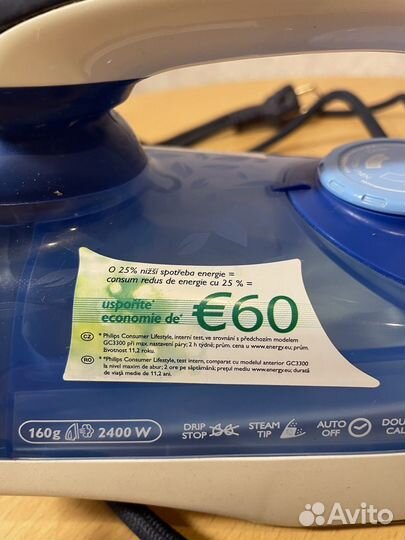 O 25% nižší spotřeba energie =
consum redus de energie cu 25 % =
uspoříte*
economie de*
€60
CZ
* Philips Consumer Lifestyle, interní test, ve srovnání s předchozím modelem
GC3300 při max. nastavení páry; 2 h týdně; prům. cena u www.energy.eu; prům.
životnost 11,2 roku.
RO
*Philips Consumer Lifestyle, test intern, comparat cu modelul anterior GC3300
la nivel maxim de abur; 2 ore pe săptămână; prețul mediu www.energy.eu; durată
de viață medie de 11,2 ani.
160g 2400 W
DRIP
STOP
STEAM
TIP
AUTO
OFF
DOU
CAL
Avito